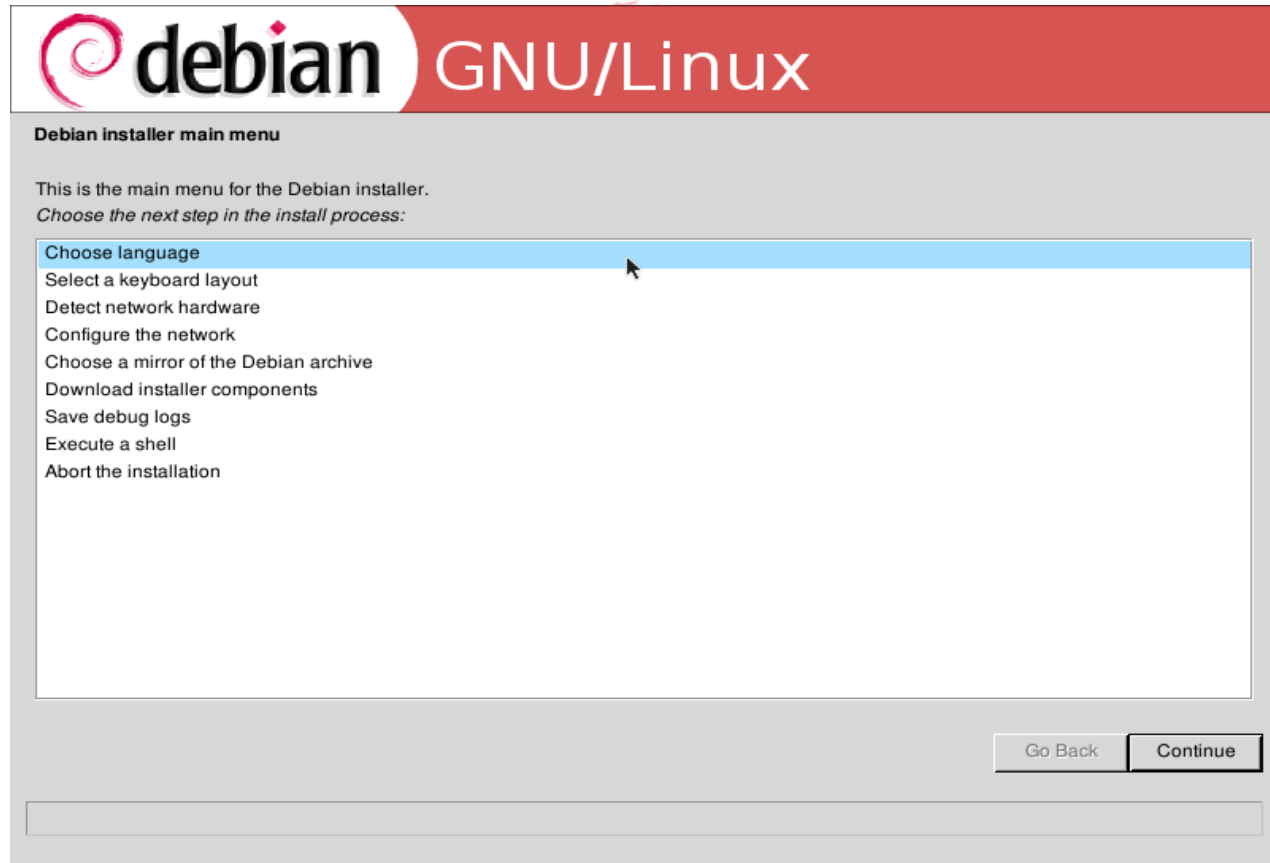 debian GNU/Linux
Debian installer main menu
This is the main menu for the Debian installer.
Choose the next step in the install process:
Choose language
Select a keyboard layout
Detect network hardware
Configure the network
Choose a mirror of the Debian archive
Download installer components
Save debug logs
Execute a shell
Abort the installation
Go Back Continue